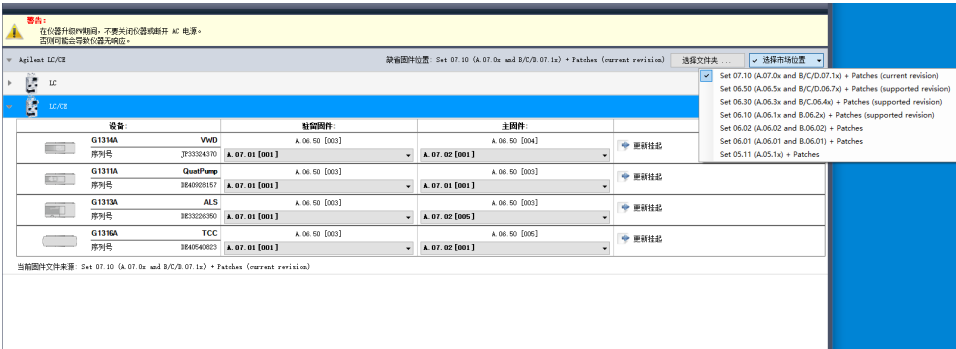 警告:
在仪器升级FW期间，不要关闭仪器或断开 AC 电源。
否则可能会导致仪器无响应。
Agilent LC/CE
缺省固件位置: Set 07.10 (A.07.0x and B/C/D.07.1x) + Patches (current revision)
选择文件夹 ...
选择市场位置
LC
LC/CE
Set 07.10 (A.07.0x and B/C/D.07.1x) + Patches (current revision)
Set 06.50 (A.06.5x and B/C/D.06.7x) + Patches (supported revision)
Set 06.30 (A.06.3x and B/C.06.4x) + Patches (supported revision)
Set 06.10 (A.06.1x and B.06.2x) + Patches (supported revision)
Set 06.02 (A.06.02 and B.06.02) + Patches
Set 06.01 (A.06.01 and B.06.01) + Patches
Set 05.11 (A.05.1x) + Patches
设备: 驻留固件: 主固件:
G1314A VWD A.06.50 [003] A.06.50 [004] 更新挂起
序列号 JP33324370 A.07.01 [001] A.07.02 [001]
G1311A QuatPump A.06.50 [003] A.06.50 [003] 更新挂起
序列号 DE40928157 A.07.01 [001] A.07.01 [001]
G1313A ALS A.06.50 [003] A.06.50 [003] 更新挂起
序列号 DE33226350 A.07.01 [001] A.07.02 [005]
G1316A TCC A.06.50 [003] A.06.50 [005] 更新挂起
序列号 DE40540823 A.07.01 [001] A.07.02 [001]
当前固件文件来源: Set 07.10 (A.07.0x and B/C/D.07.1x) + Patches (current revision)